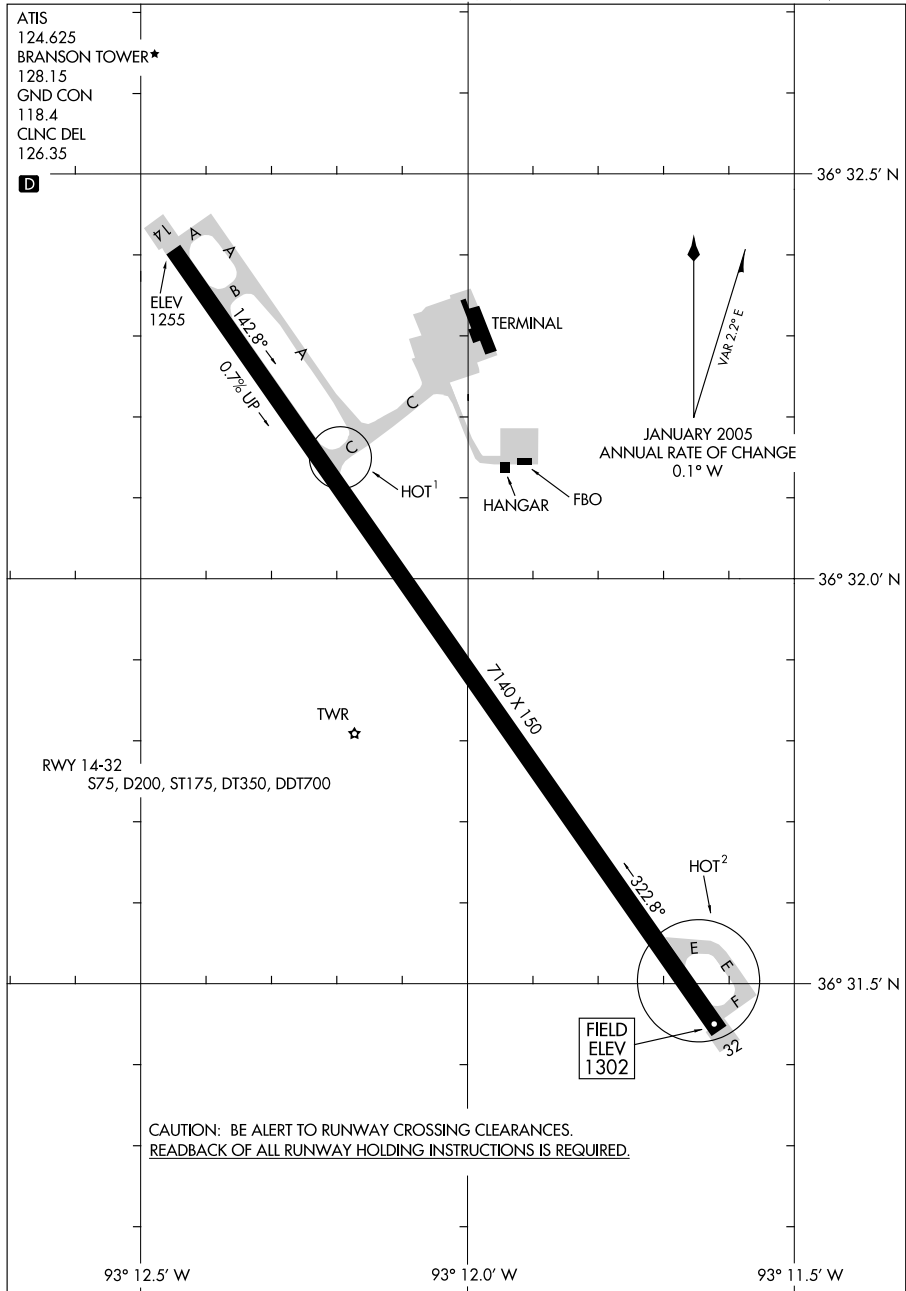 ATIS
124.625
BRANSON TOWER★
128.15
GND CON
118.4
CLNC DEL
126.35
D
36° 32.5' N
14
A
A
B
A
ELEV
1255
142.8°
0.7% UP
TERMINAL
VAR 2.2° E
C
C
JANUARY 2005
ANNUAL RATE OF CHANGE
0.1° W
HOT¹
HANGAR
FBO
36° 32.0' N
7140 X 150
TWR
RWY 14-32
S75, D200, ST175, DT350, DDT700
322.8°
HOT²
E
E
F
36° 31.5' N
FIELD
ELEV
1302
32
CAUTION: BE ALERT TO RUNWAY CROSSING CLEARANCES.
READBACK OF ALL RUNWAY HOLDING INSTRUCTIONS IS REQUIRED.
93° 12.5' W
93° 12.0' W
93° 11.5' W